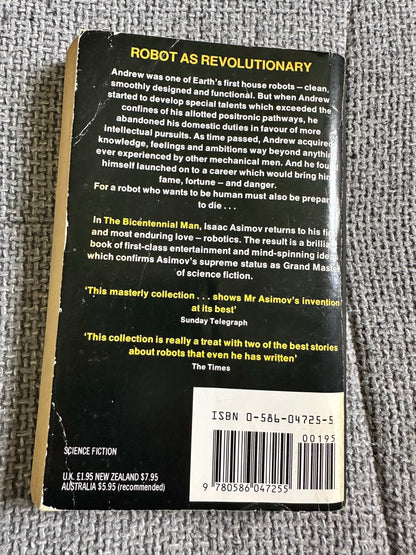 ROBOT AS REVOLUTIONARY
Andrew was one of Earth's first house robots – clean,
smoothly designed and functional. But when Andrew
started to develop special talents which exceeded the
confines of his allotted positronic pathways, he
abandoned his domestic duties in favour of more
intellectual pursuits. As time passed, Andrew acquired
knowledge, feelings and ambitions way beyond anything
ever experienced by other mechanical men. And he found
himself launched on to a career which would bring him
fame, fortune – and danger.
For a robot who wants to be human must also be prepared
to die . . .
In The Bicentennial Man, Isaac Asimov returns to his first
and most enduring love – robotics. The result is a brilliant
book of first-class entertainment and mind-spinning ideas
which confirms Asimov's supreme status as Grand Master
of science fiction.
'This masterly collection . . . shows Mr Asimov's invention
at its best'
Sunday Telegraph
'This collection is really a treat with two of the best stories
about robots that even he has written'
The Times
ISBN 0-586-04725-5
00195
9 780586 047255
SCIENCE FICTION
U.K. £1.95 NEW ZEALAND $7.95
AUSTRALIA $5.95 (recommended)